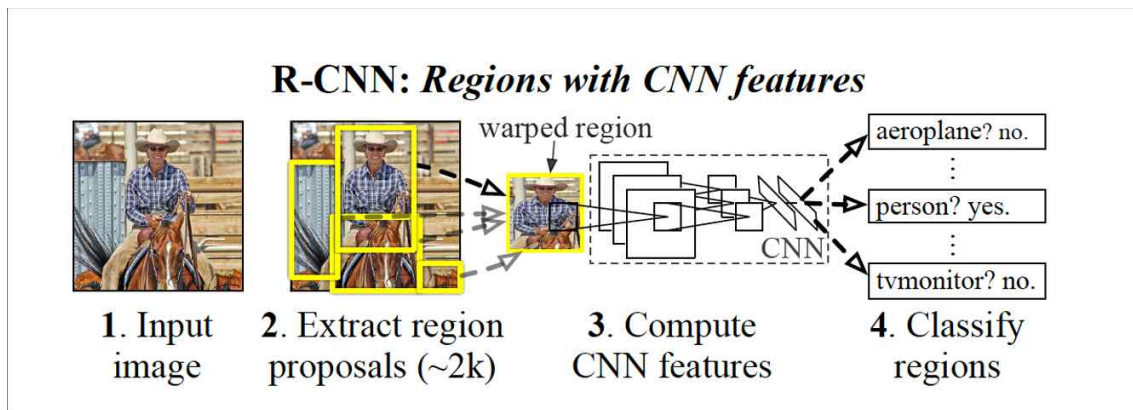 R-CNN: Regions with CNN features
warped region
aeroplane? no.
person? yes.
CNN
tvmonitor? no.
1. Input
image
2. Extract region
proposals (~2k)
3. Compute
CNN features
4. Classify
regions